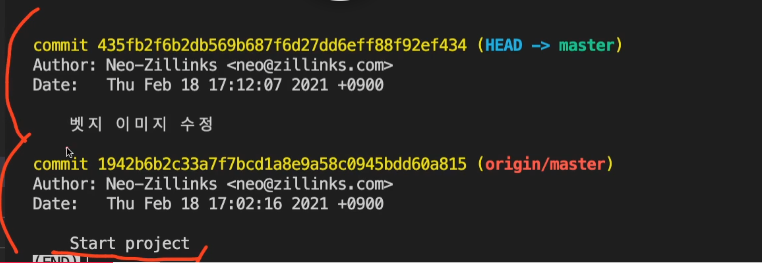 commit 435fb2f6b2db569b687f6d27dd6eff88f92ef434 (HEAD -> master)
Author: Neo-Zillinks <neo@zillinks.com>
Date:   Thu Feb 18 17:12:07 2021 +0900
벳지 이미지 수정
commit 1942b6b2c33a7f7bcd1a8e9a58c0945bdd60a815 (origin/master)
Author: Neo-Zillinks <neo@zillinks.com>
Date:   Thu Feb 18 17:02:16 2021 +0900
Start project
(END)